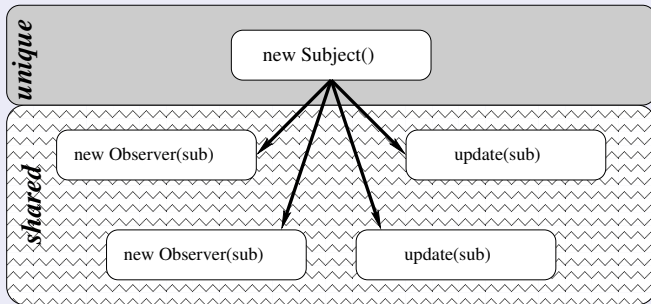 unique
new Subject()
shared
new Observer(sub)
update(sub)
new Observer(sub)
update(sub)